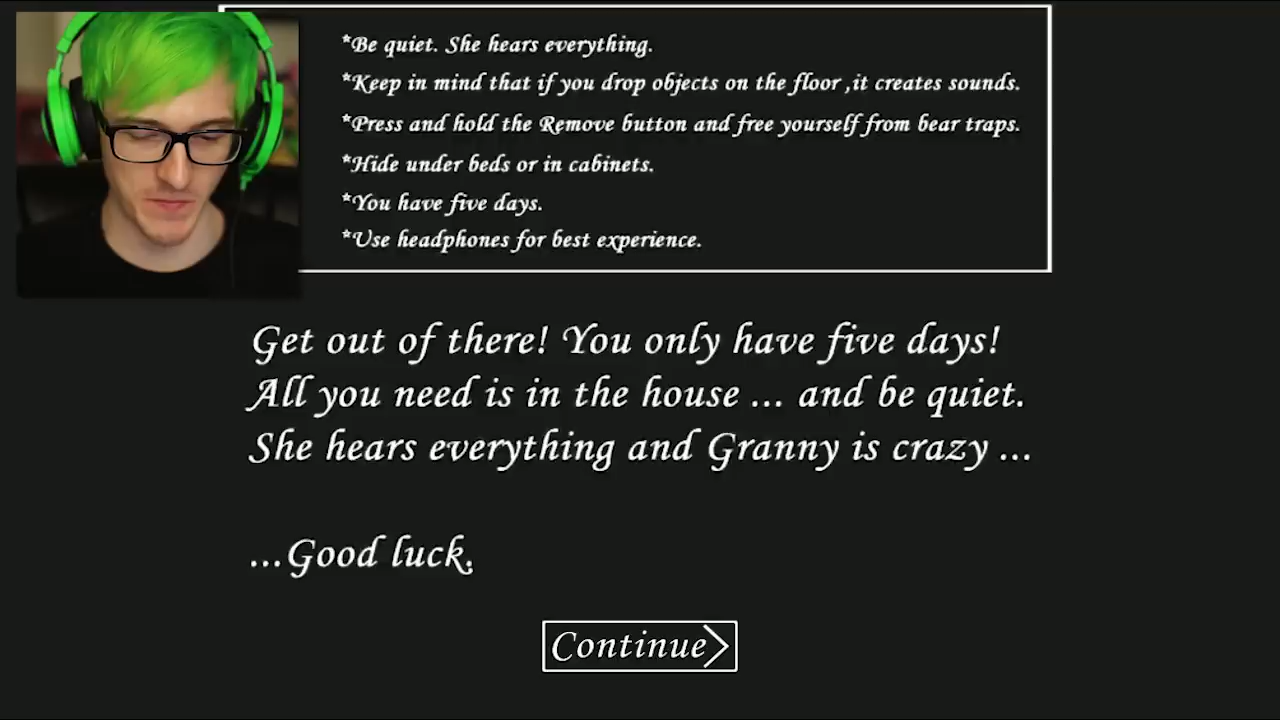 *Be quiet. She hears everything.
*Keep in mind that if you drop objects on the floor ,it creates sounds.
*Press and hold the Remove button and free yourself from bear traps.
*Hide under beds or in cabinets.
*You have five days.
*Use headphones for best experience.
Get out of there! You only have five days!
All you need is in the house ... and be quiet.
She hears everything and Granny is crazy ...
...Good luck.
Continue